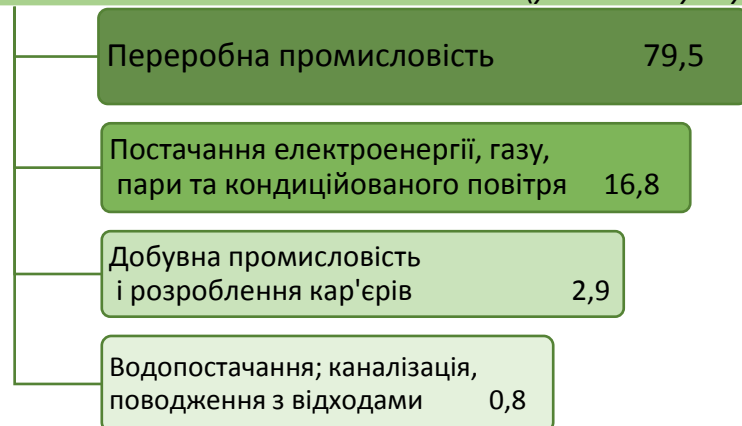 Переробна промисловість 79,5
Постачання електроенергії, газу,
пари та кондиційованого повітря 16,8
Добувна промисловість
і розроблення кар'єрів 2,9
Водопостачання; каналізація,
поводження з відходами 0,8